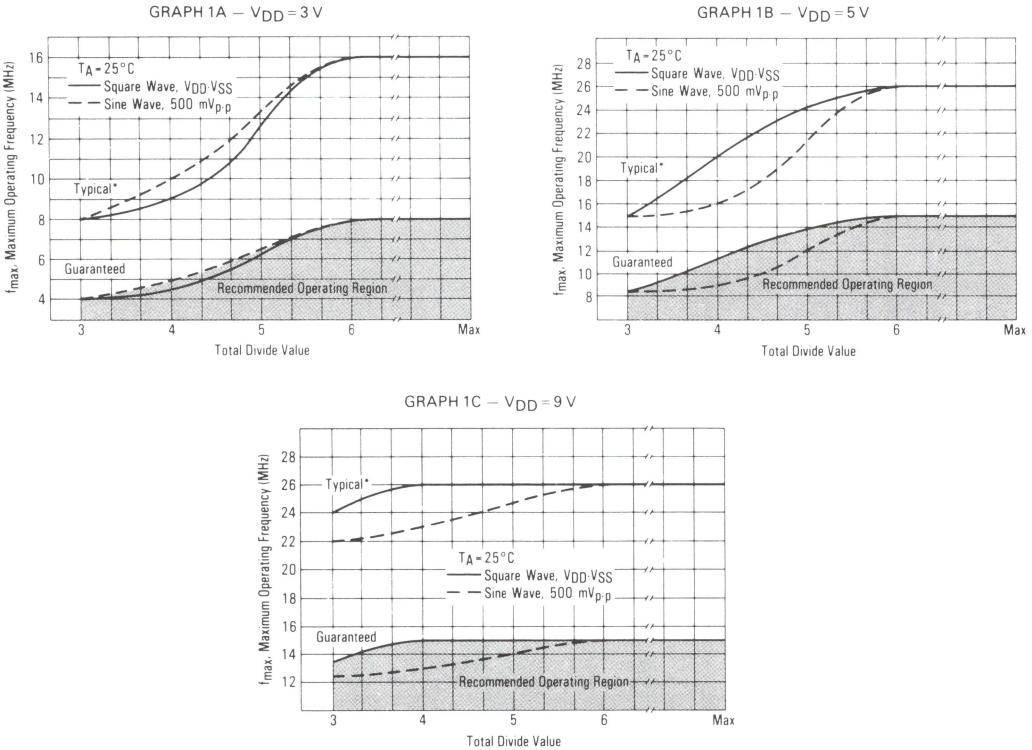 GRAPH 1A — VDD = 3 V
f max, Maximum Operating Frequency (MHz)
16
14
12
10
8
6
4
TA = 25°C
Square Wave, VDD-VSS
Sine Wave, 500 mVp-p
Typical*
Guaranteed
Recommended Operating Region
3 4 5 6 Max
Total Divide Value
GRAPH 1B — VDD = 5 V
fmax, Maximum Operating Frequency (MHz)
28
26
24
22
20
18
16
14
12
10
8
TA = 25°C
Square Wave, VDD-VSS
Sine Wave, 500 mVp-p
Typical*
Guaranteed
Recommended Operating Region
3 4 5 6 Max
Total Divide Value
GRAPH 1C — VDD = 9 V
fmax, Maximum Operating Frequency (MHz)
28
26
24
22
20
18
16
14
12
Typical*
TA = 25°C
Square Wave, VDD-VSS
Sine Wave, 500 mVp-p
Guaranteed
Recommended Operating Region
3 4 5 6 Max
Total Divide Value